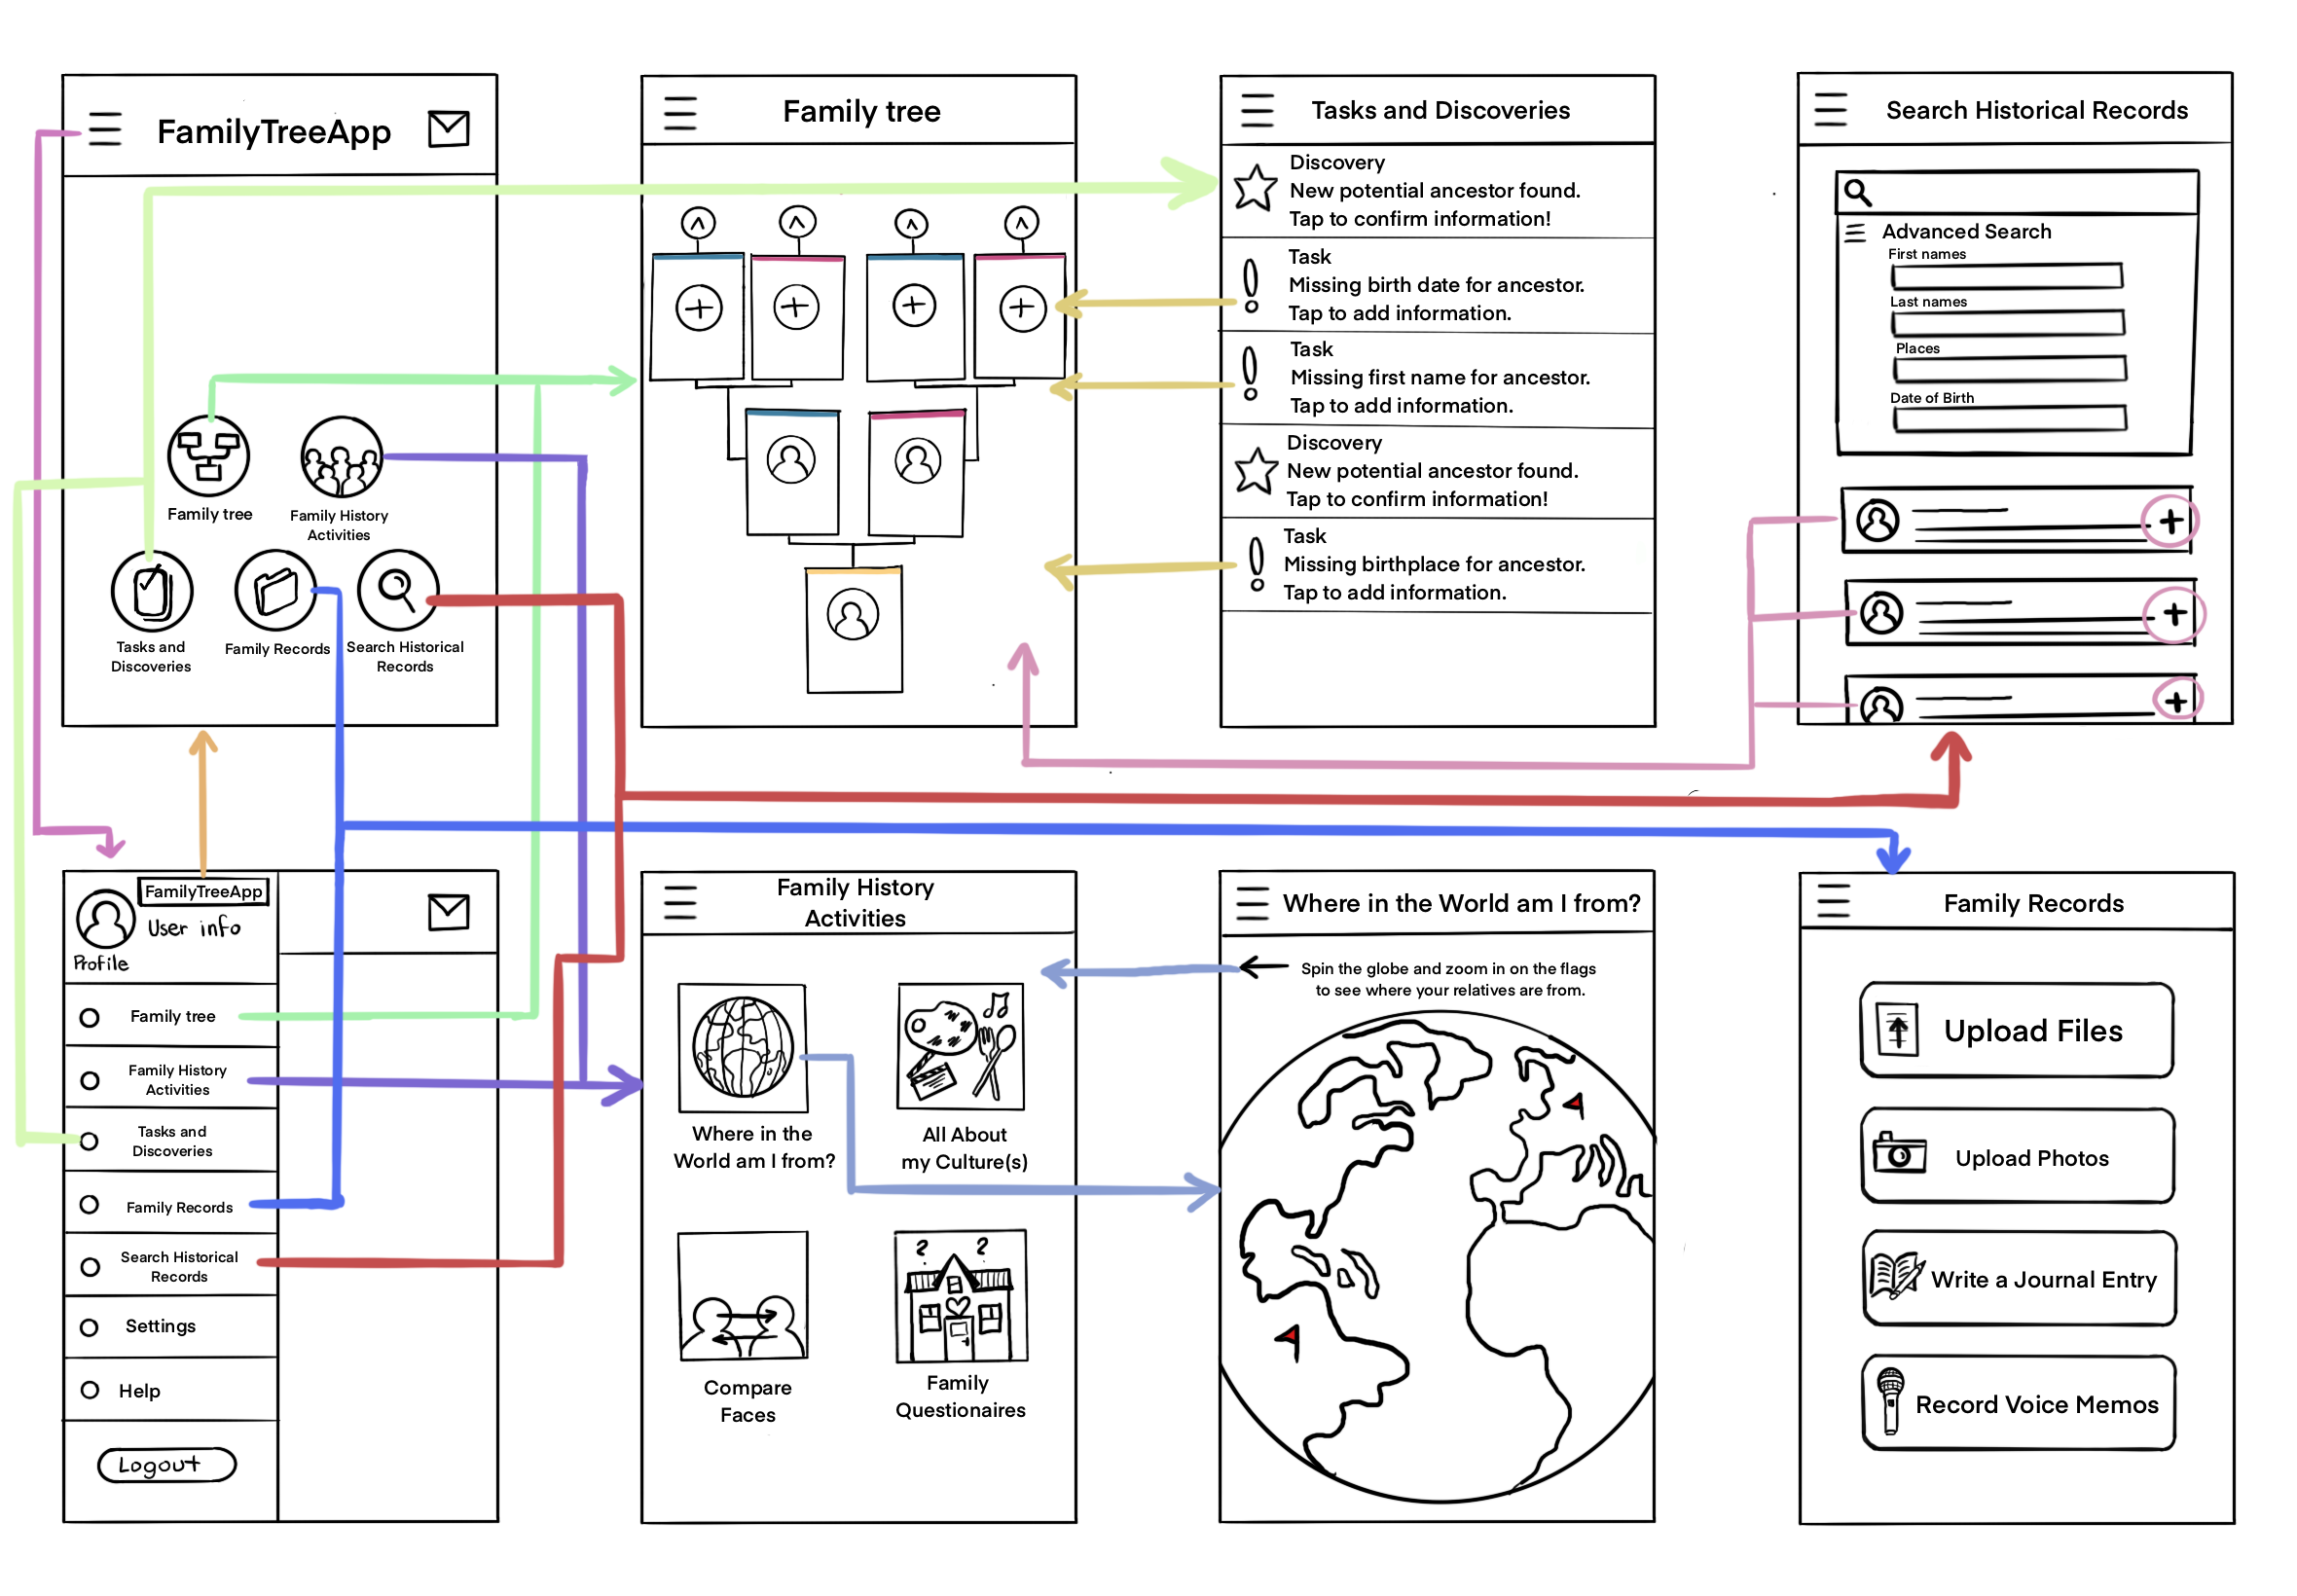 FamilyTreeApp
Family tree
Family History
Activities
Tasks and
Discoveries
Family Records
Search Historical
Records
Family tree
Tasks and Discoveries
Discovery
New potential ancestor found.
Tap to confirm information!
Task
Missing birth date for ancestor.
Tap to add information.
Task
Missing first name for ancestor.
Tap to add information.
Discovery
New potential ancestor found.
Tap to confirm information!
Task
Missing birthplace for ancestor.
Tap to add information.
Search Historical Records
Advanced Search
First names
Last names
Places
Date of Birth
FamilyTreeApp
User info
Profile
Family tree
Family History
Activities
Tasks and
Discoveries
Family Records
Search Historical
Records
Settings
Help
Logout
Family History
Activities
Where in the
World am I from?
All About
my Culture(s)
Compare
Faces
? ?
Family
Questionaires
Where in the World am I from?
Spin the globe and zoom in on the flags
to see where your relatives are from.
Family Records
Upload Files
Upload Photos
Write a Journal Entry
Record Voice Memos